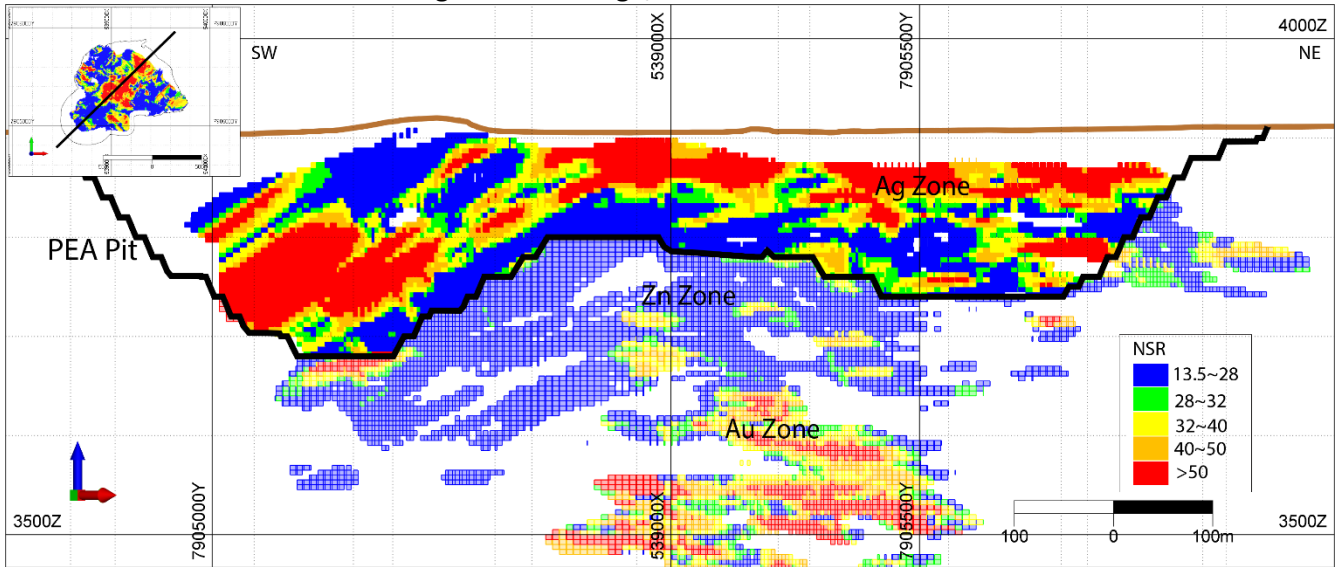 4000Z
SW
NE
539000X
7905500Y
Ag Zone
PEA Pit
Zn Zone
NSR
13.5~28
28~32
32~40
40~50
>50
Au Zone
3500Z
7905000Y
539000X
7905500Y
3500Z
100
0
100m